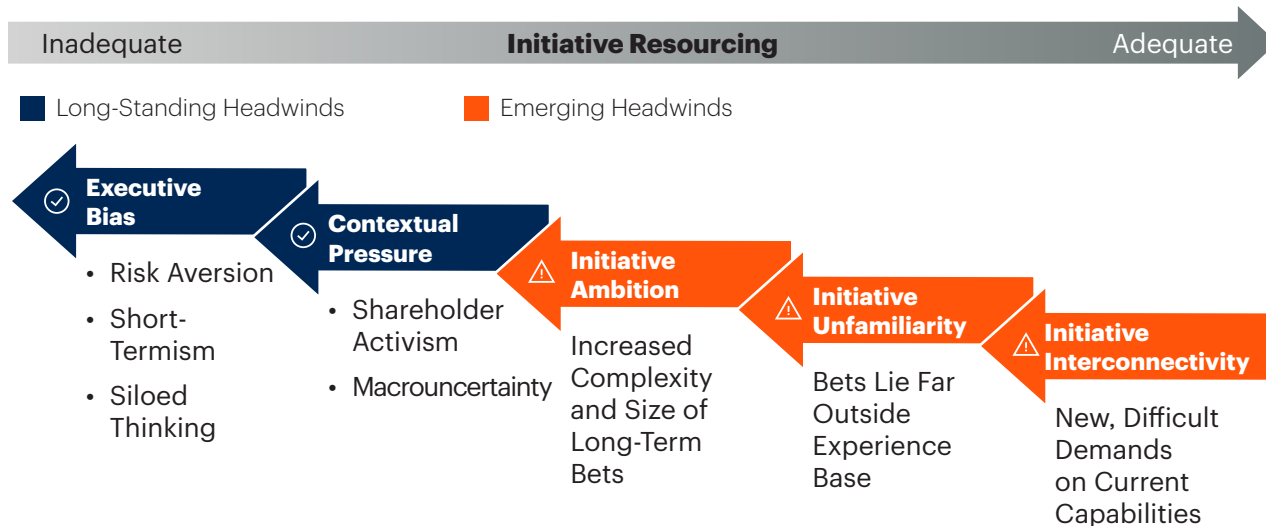 Inadequate
Initiative Resourcing
Adequate
Long-Standing Headwinds
Emerging Headwinds
Executive
Bias
• Risk Aversion
• Short-
Termism
• Siloed
Thinking
Contextual
Pressure
• Shareholder
Activism
• Macrouncertainty
Initiative
Ambition
Increased
Complexity
and Size of
Long-Term
Bets
Initiative
Unfamiliarity
Bets Lie Far
Outside
Experience
Base
Initiative
Interconnectivity
New, Difficult
Demands
on Current
Capabilities